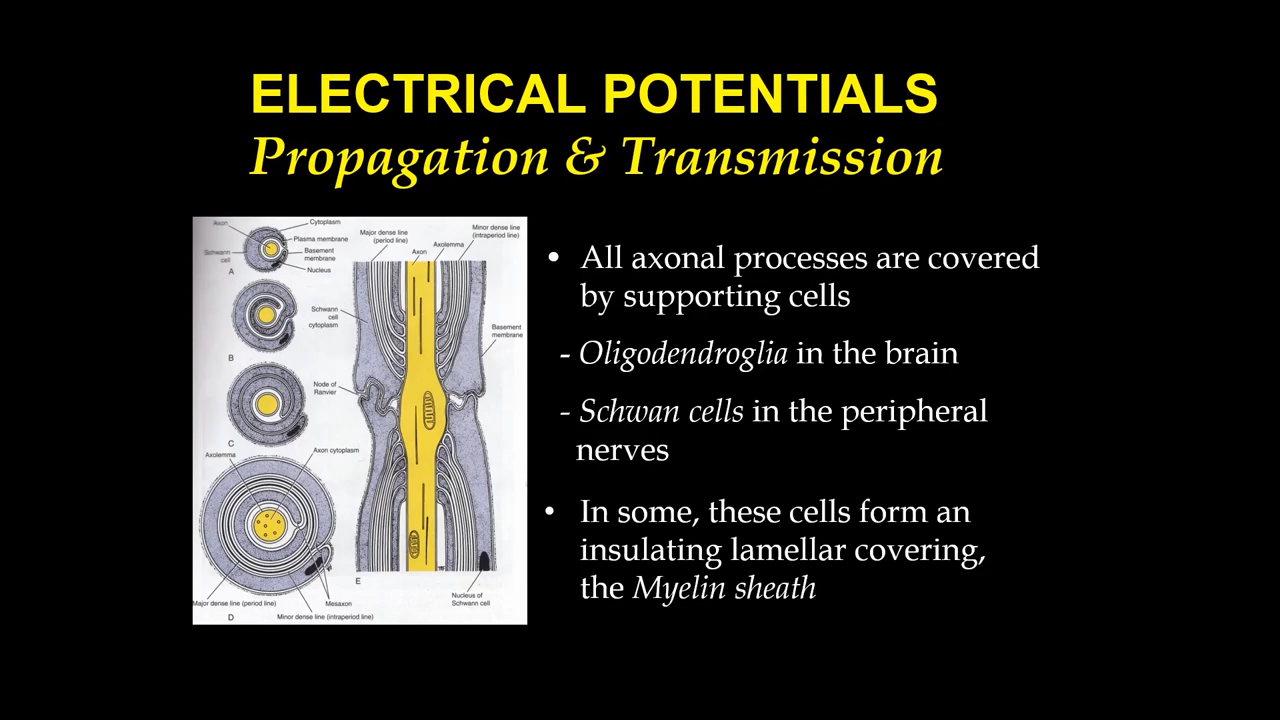 ELECTRICAL POTENTIALS
Propagation & Transmission
Axon
Cytoplasm
Plasma membrane
Schwann
cell
Basement
membrane
Nucleus
A
B
C
Axolemma
Axon cytoplasm
Major dense line (period line)
Mesaxon
Minor dense line (intraperiod line)
D
Major dense line
(period line)
Axon
Axolemma
Minor dense line
(intraperiod line)
Schwann
cell
cytoplasm
Basement
membrane
Node of
Ranvier
E
Nucleus of
Schwann cell
• All axonal processes are covered
by supporting cells
- Oligodendroglia in the brain
- Schwan cells in the peripheral
nerves
• In some, these cells form an
insulating lamellar covering,
the Myelin sheath